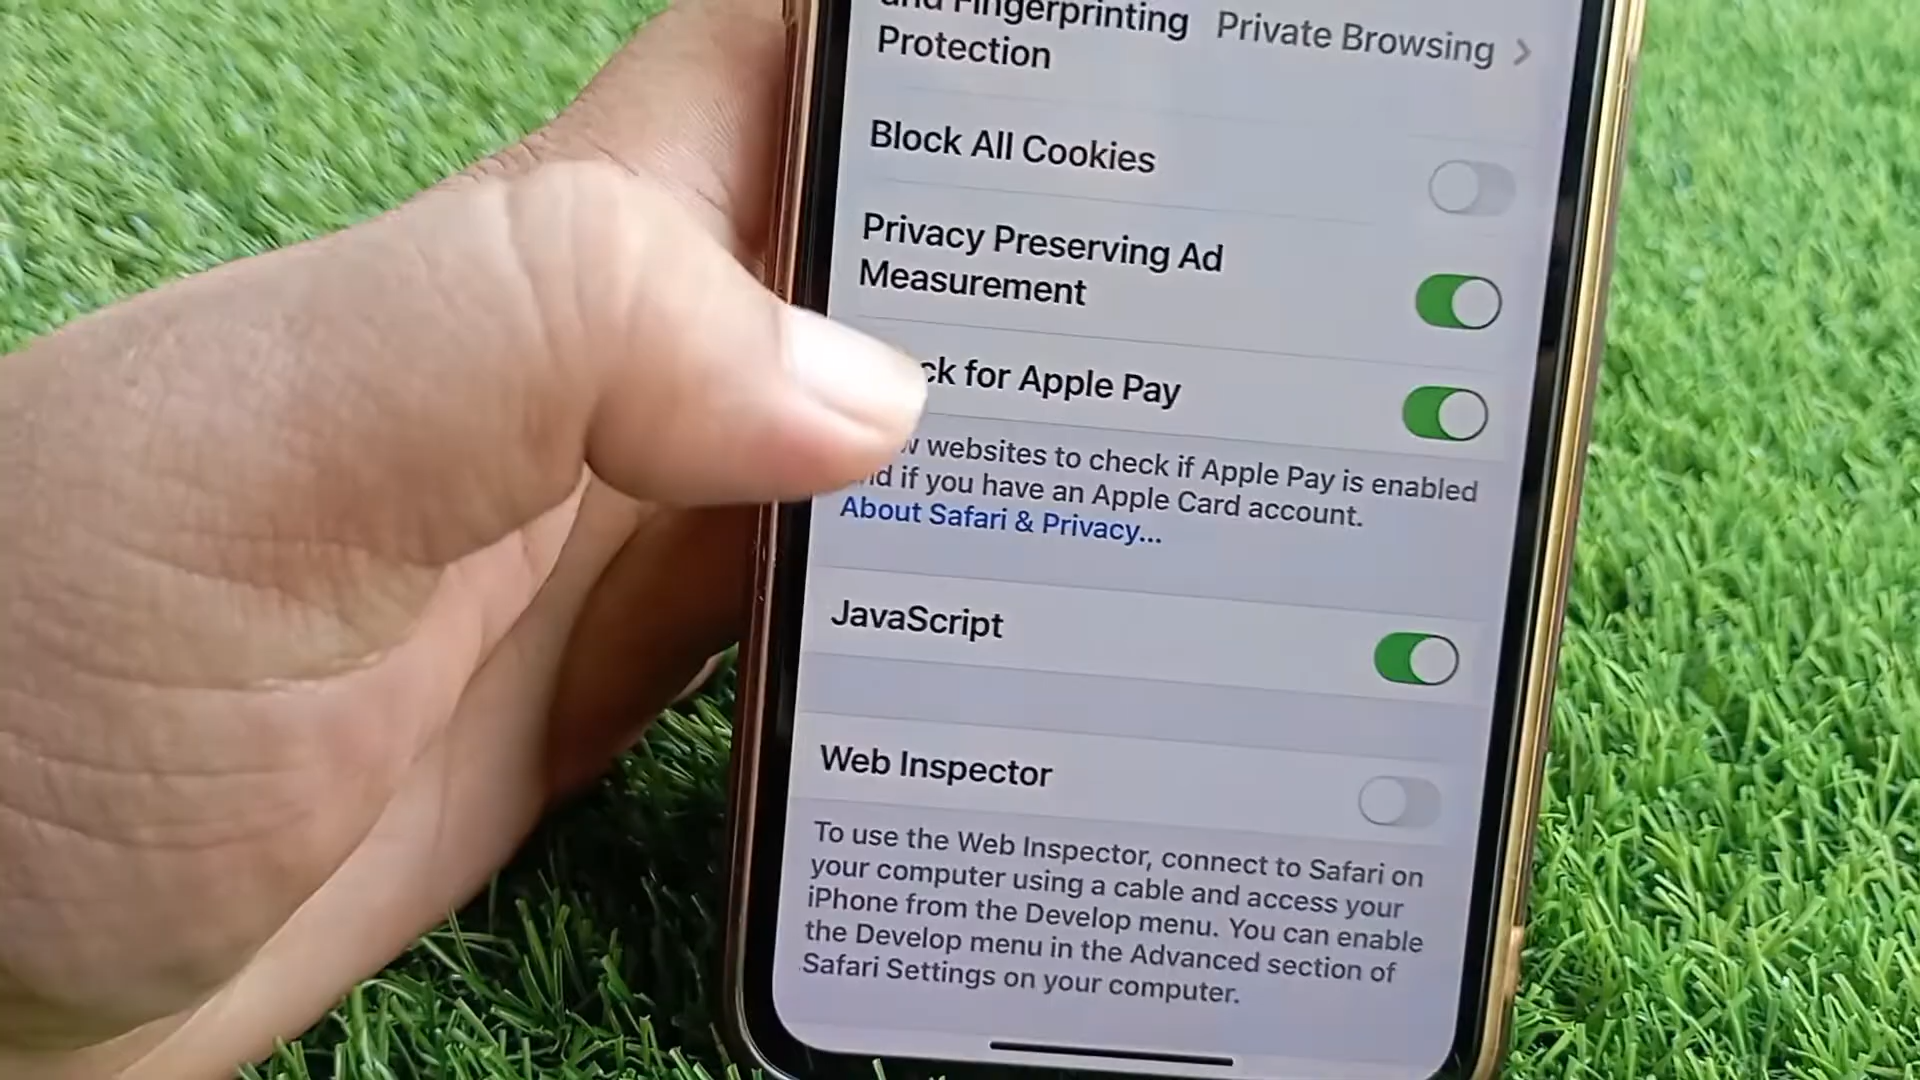 Fingerprinting
Protection
Private Browsing
Block All Cookies
Privacy Preserving Ad
Measurement
for Apple Pay
websites to check if Apple Pay is enabled
if you have an Apple Card account.
About Safari & Privacy...
JavaScript
Web Inspector
To use the Web Inspector, connect to Safari on
your computer using a cable and access your
iPhone from the Develop menu. You can enable
the Develop menu in the Advanced section of
Safari Settings on your computer.